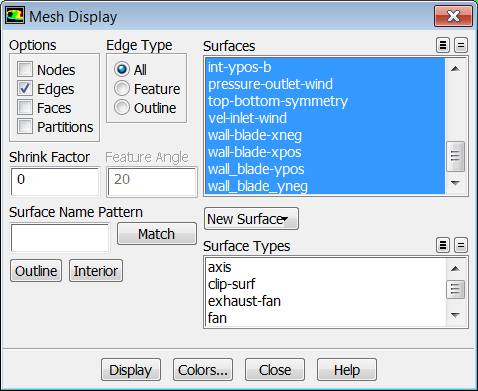 Mesh Display
Options
Nodes
Edges
Faces
Partitions
Edge Type
All
Feature
Outline
Shrink Factor
0
Feature Angle
20
Surface Name Pattern
Match
Outline
Interior
Surfaces
int-ypos-b
pressure-outlet-wind
top-bottom-symmetry
vel-inlet-wind
wall-blade-xneg
wall-blade-xpos
wall_blade-ypos
wall_blade_yneg
New Surface
Surface Types
axis
clip-surf
exhaust-fan
fan
Display
Colors...
Close
Help